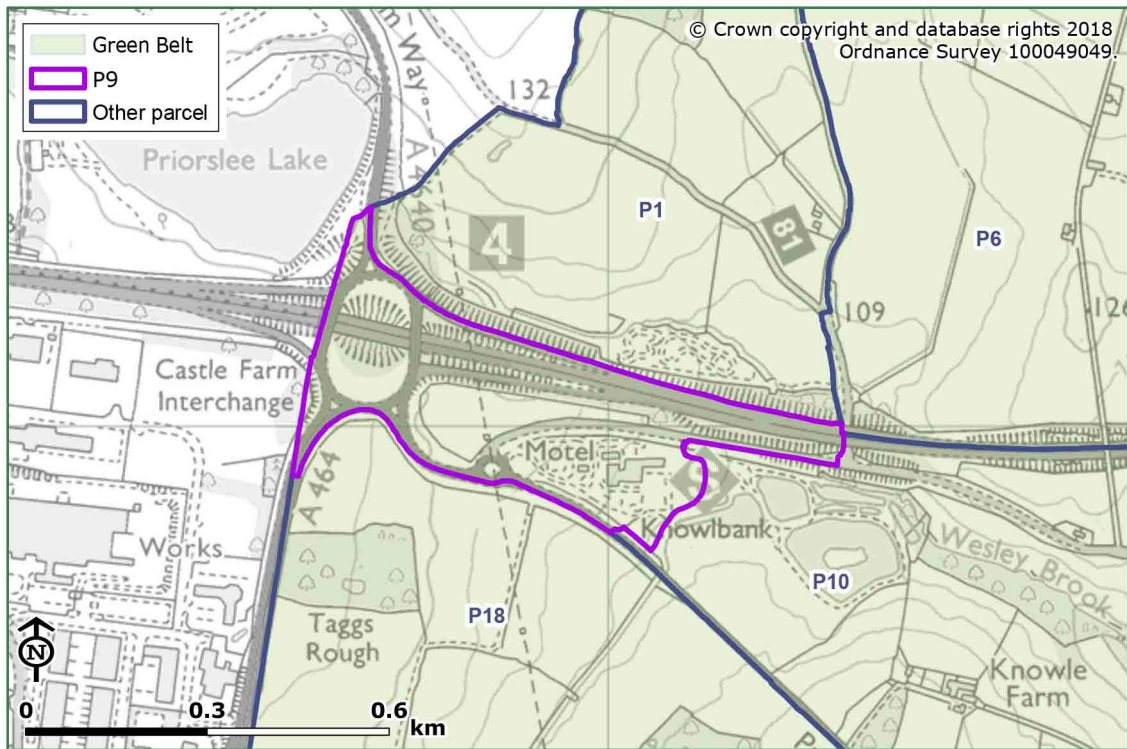 Green Belt
P9
Other parcel
© Crown copyright and database rights 2018
Ordnance Survey 100049049.
m Way
A 4640
132
Priorslee Lake
4
P1
81
P6
109
126
Castle Farm
Interchange
Motel
S
A 464
Knowlbank
Works
Wesley Brook
P10
P18
Taggs
Rough
Knowle
Farm
N
0
0.3
0.6
km